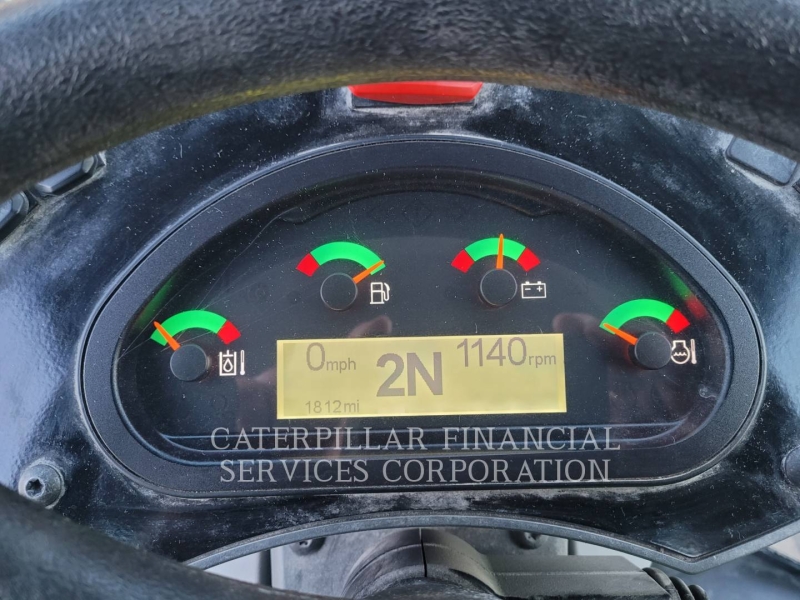 0mph 2N 1140rpm
1812mi
CATERPILLAR FINANCIAL
SERVICES CORPORATION